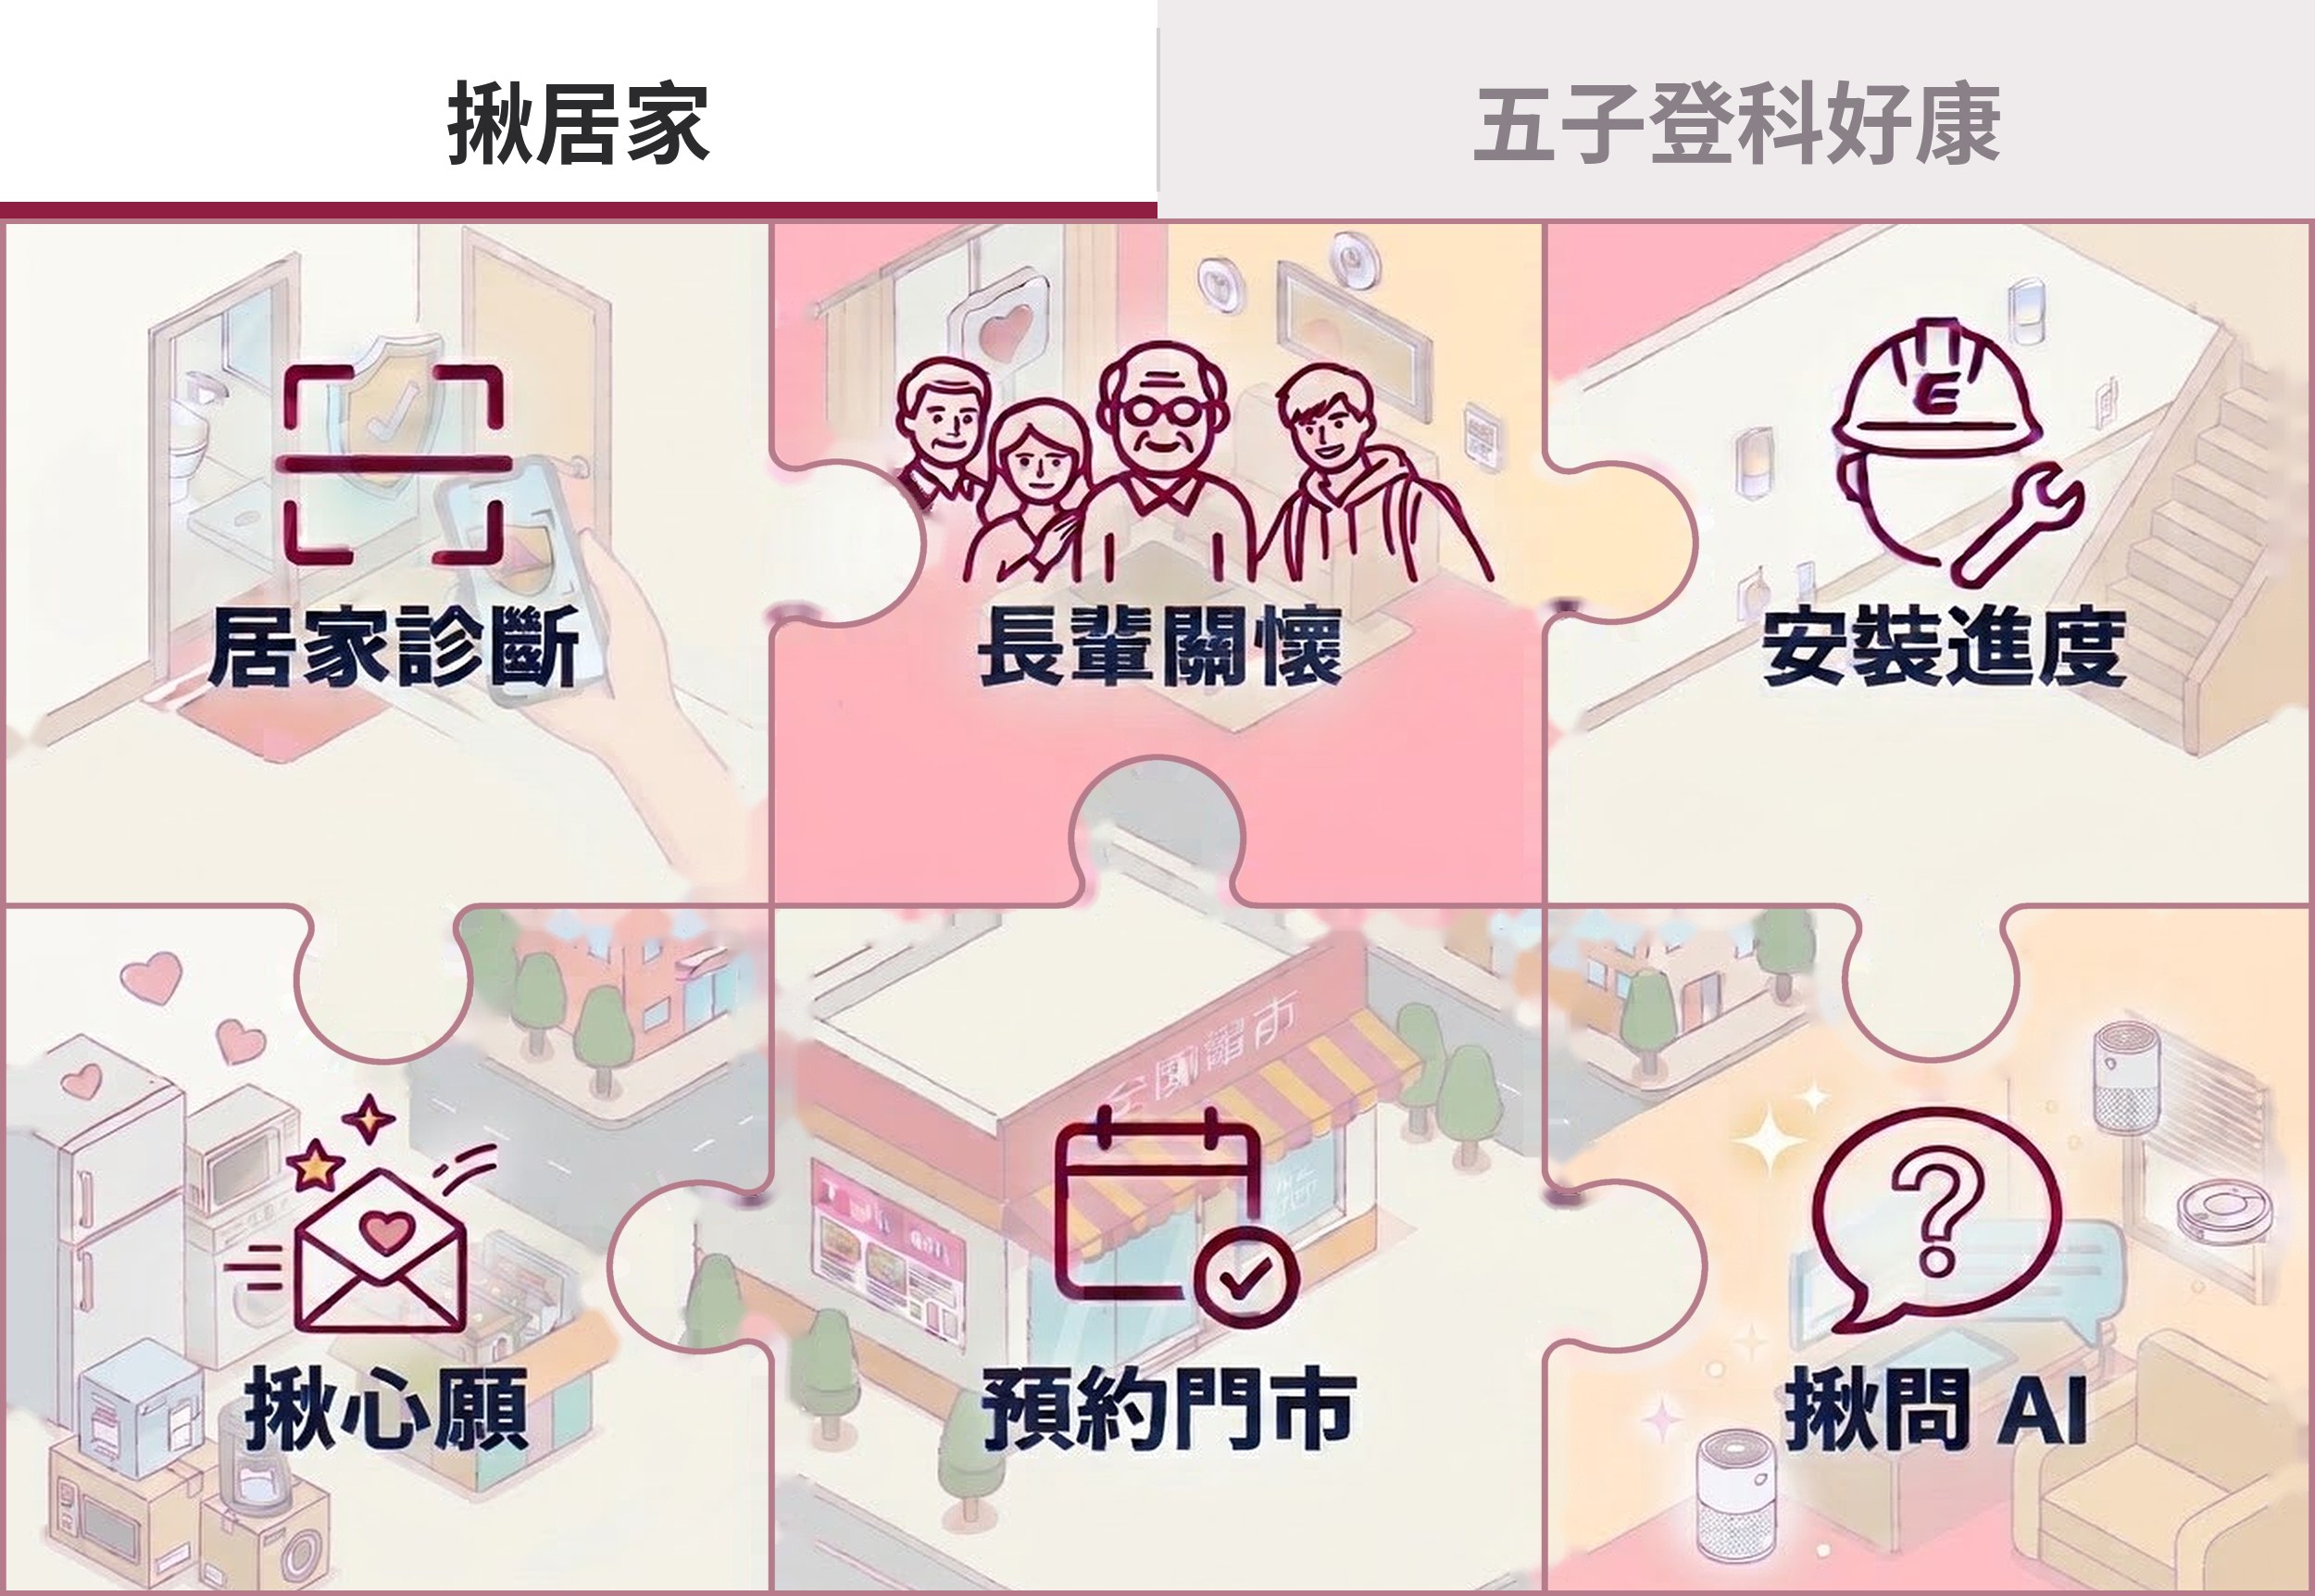 揪居家
五子登科好康
E
居家診斷
長輩關懷
安裝進度
揪心願
預約門市
揪問 AI